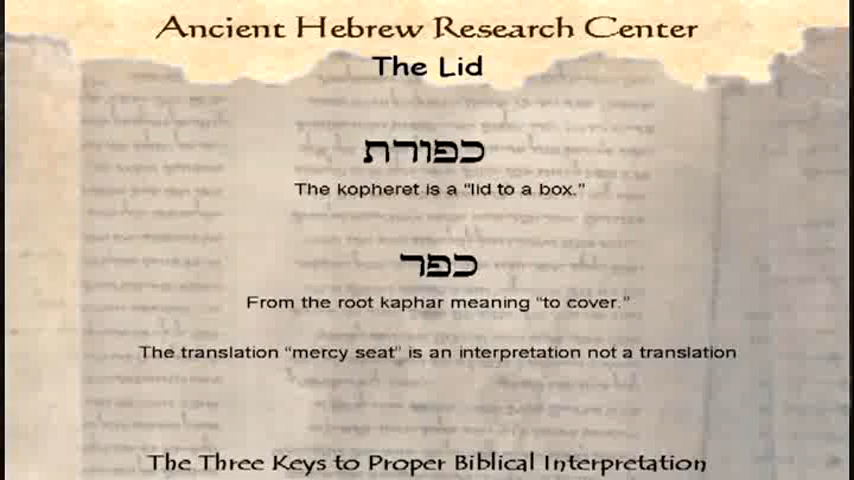 Ancient Hebrew Research Center
The Lid
כפורת
The kopheret is a "lid to a box."
כפר
From the root kaphar meaning "to cover."
The translation "mercy seat" is an interpretation not a translation
The Three Keys to Proper Biblical Interpretation